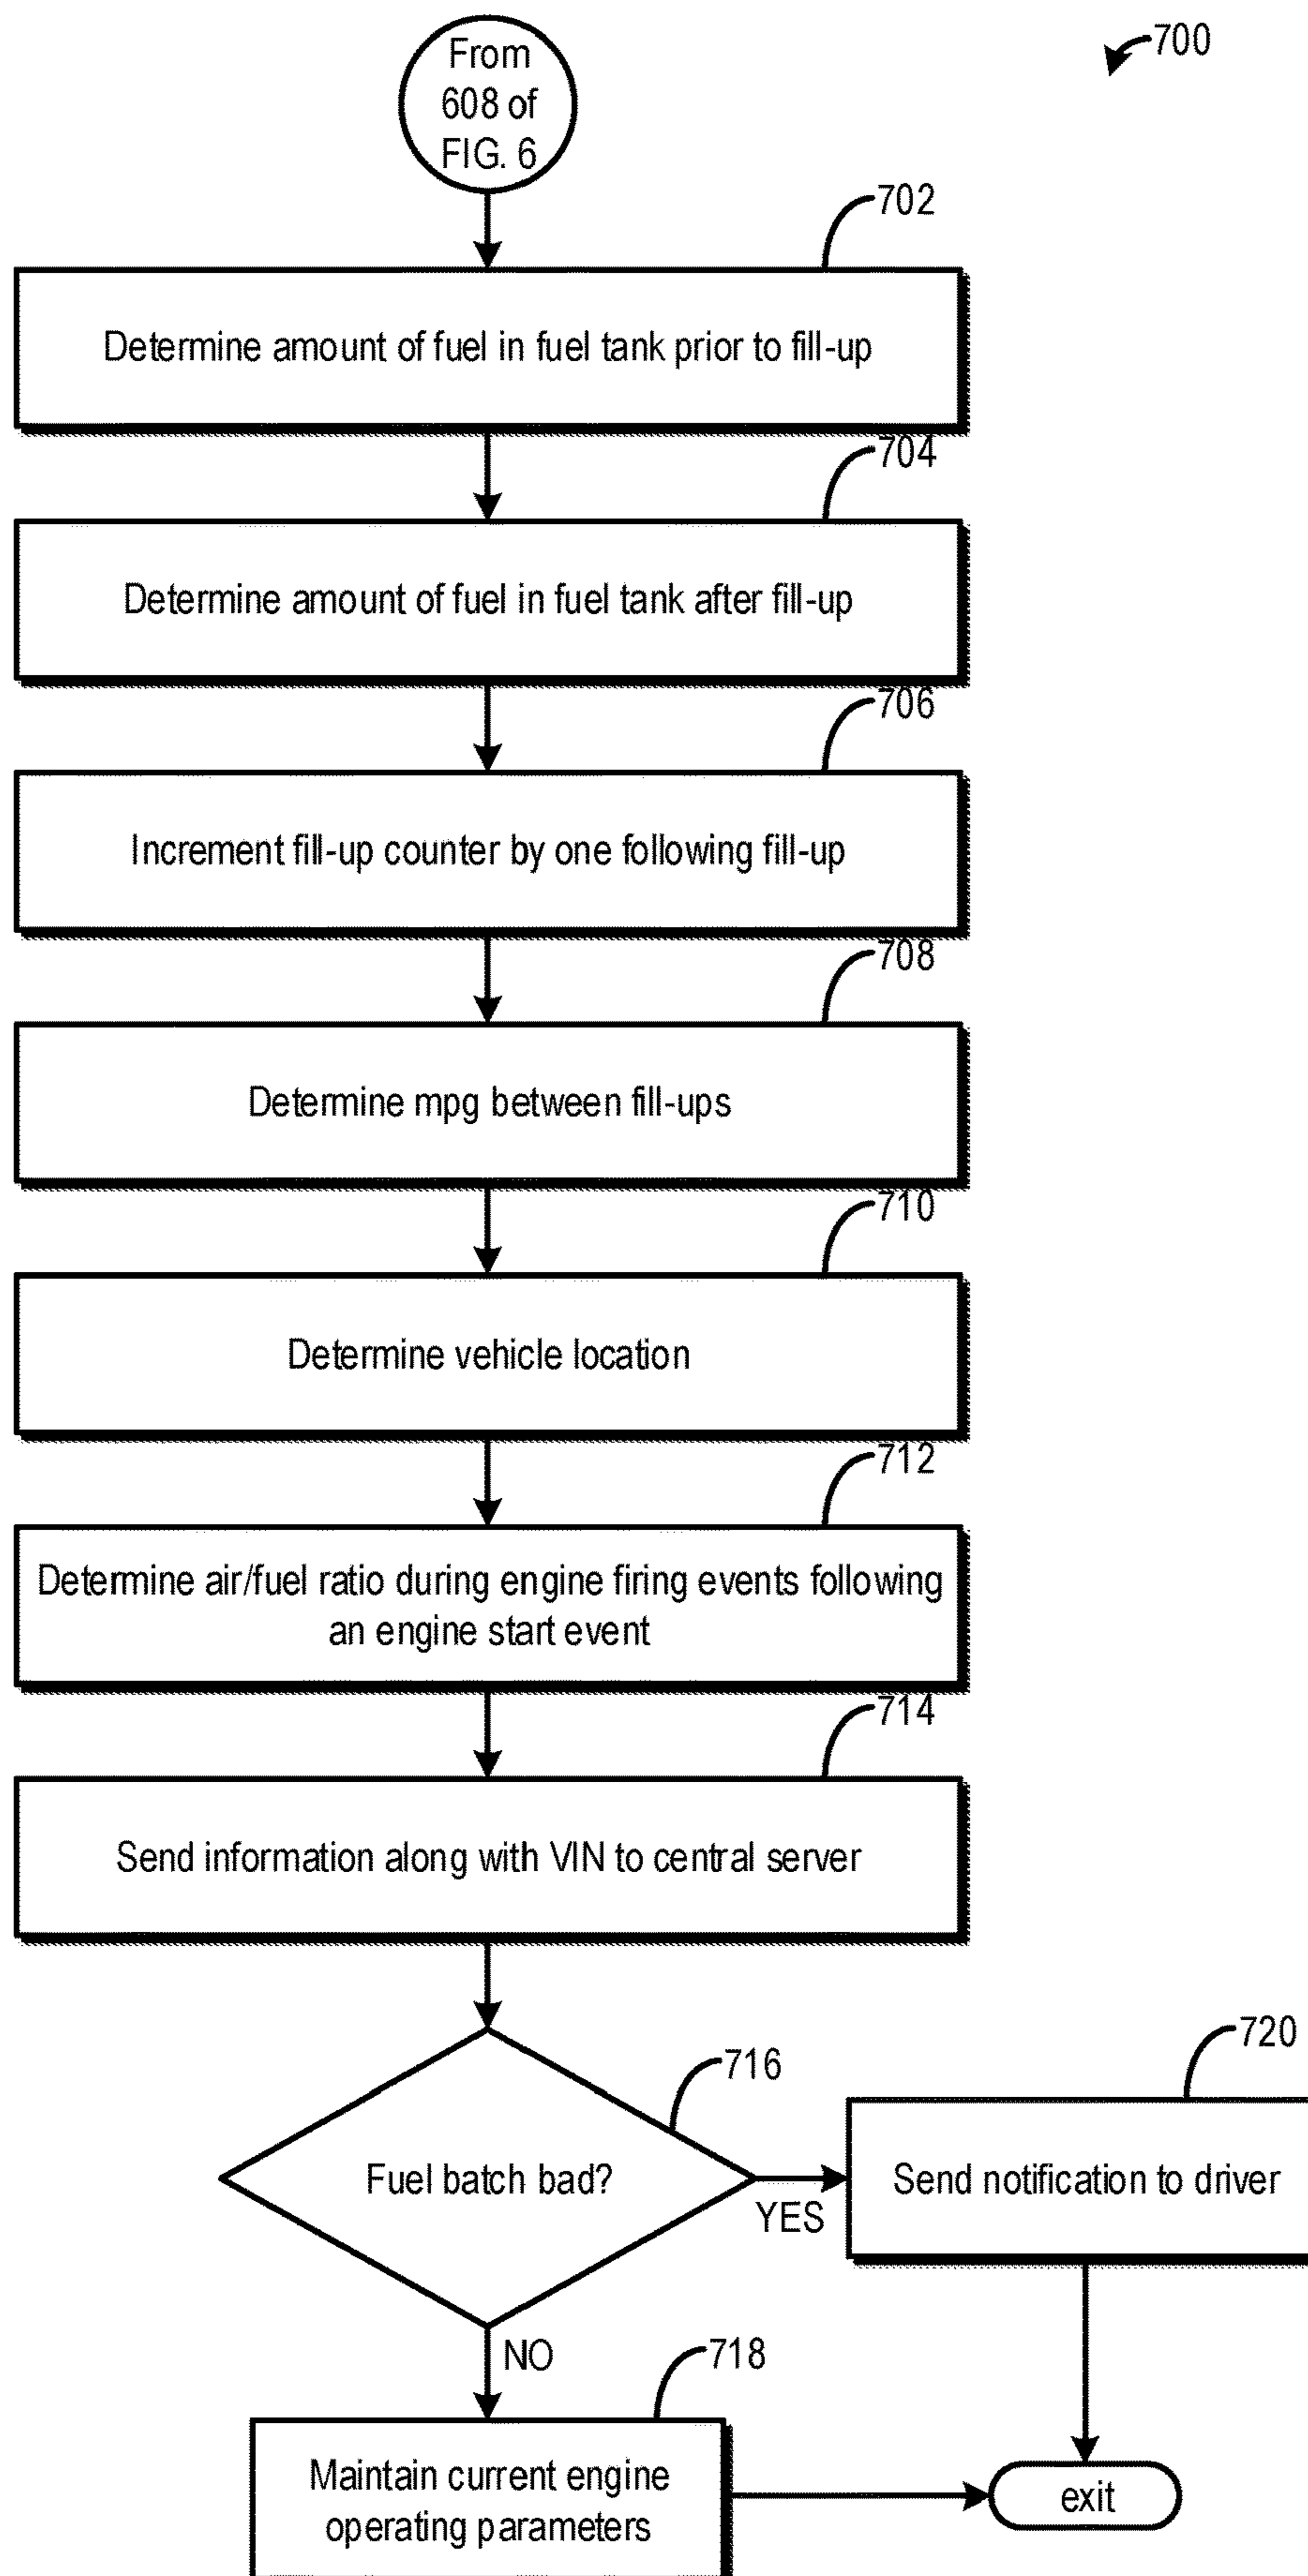 From
608 of
FIG. 6
700
702
Determine amount of fuel in fuel tank prior to fill-up
704
Determine amount of fuel in fuel tank after fill-up
706
Increment fill-up counter by one following fill-up
708
Determine mpg between fill-ups
710
Determine vehicle location
712
Determine air/fuel ratio during engine firing events following
an engine start event
714
Send information along with VIN to central server
716
720
Fuel batch bad?
YES
Send notification to driver
NO
718
Maintain current engine
operating parameters
exit